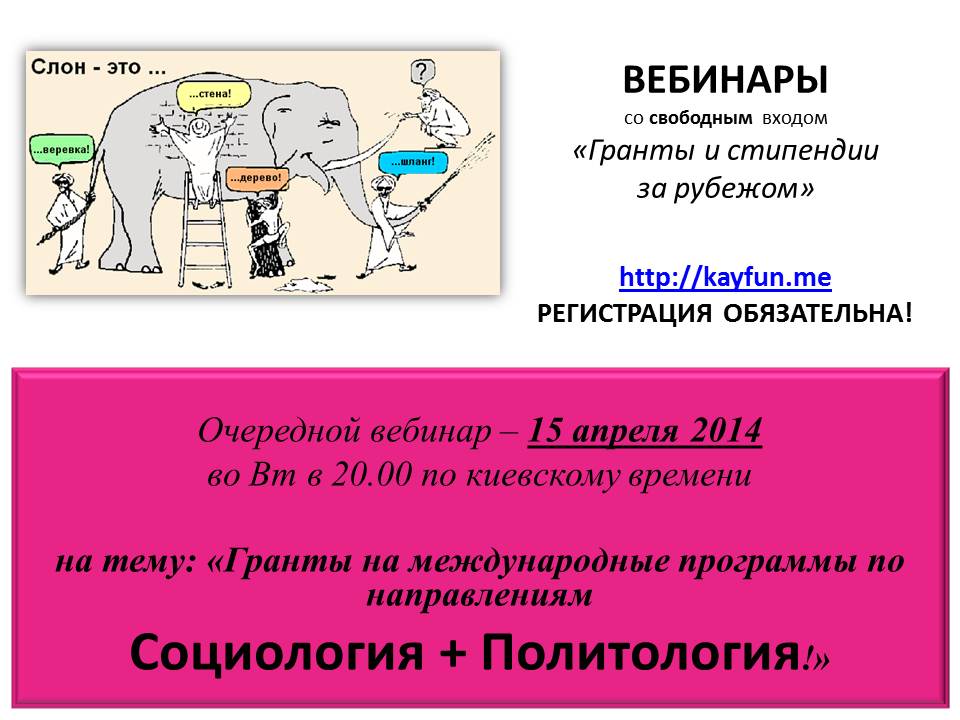 Слон - это ...
...стена!
?
...веревка!
...шланг!
...дерево!
ВЕБИНАРЫ
со свободным входом
«Гранты и стипендии
за рубежом»
http://kayfun.me
РЕГИСТРАЦИЯ ОБЯЗАТЕЛЬНА!
Очередной вебинар – 15 апреля 2014
во Вт в 20.00 по киевскому времени
на тему: «Гранты на международные программы по
направлениям
Социология + Политология!»